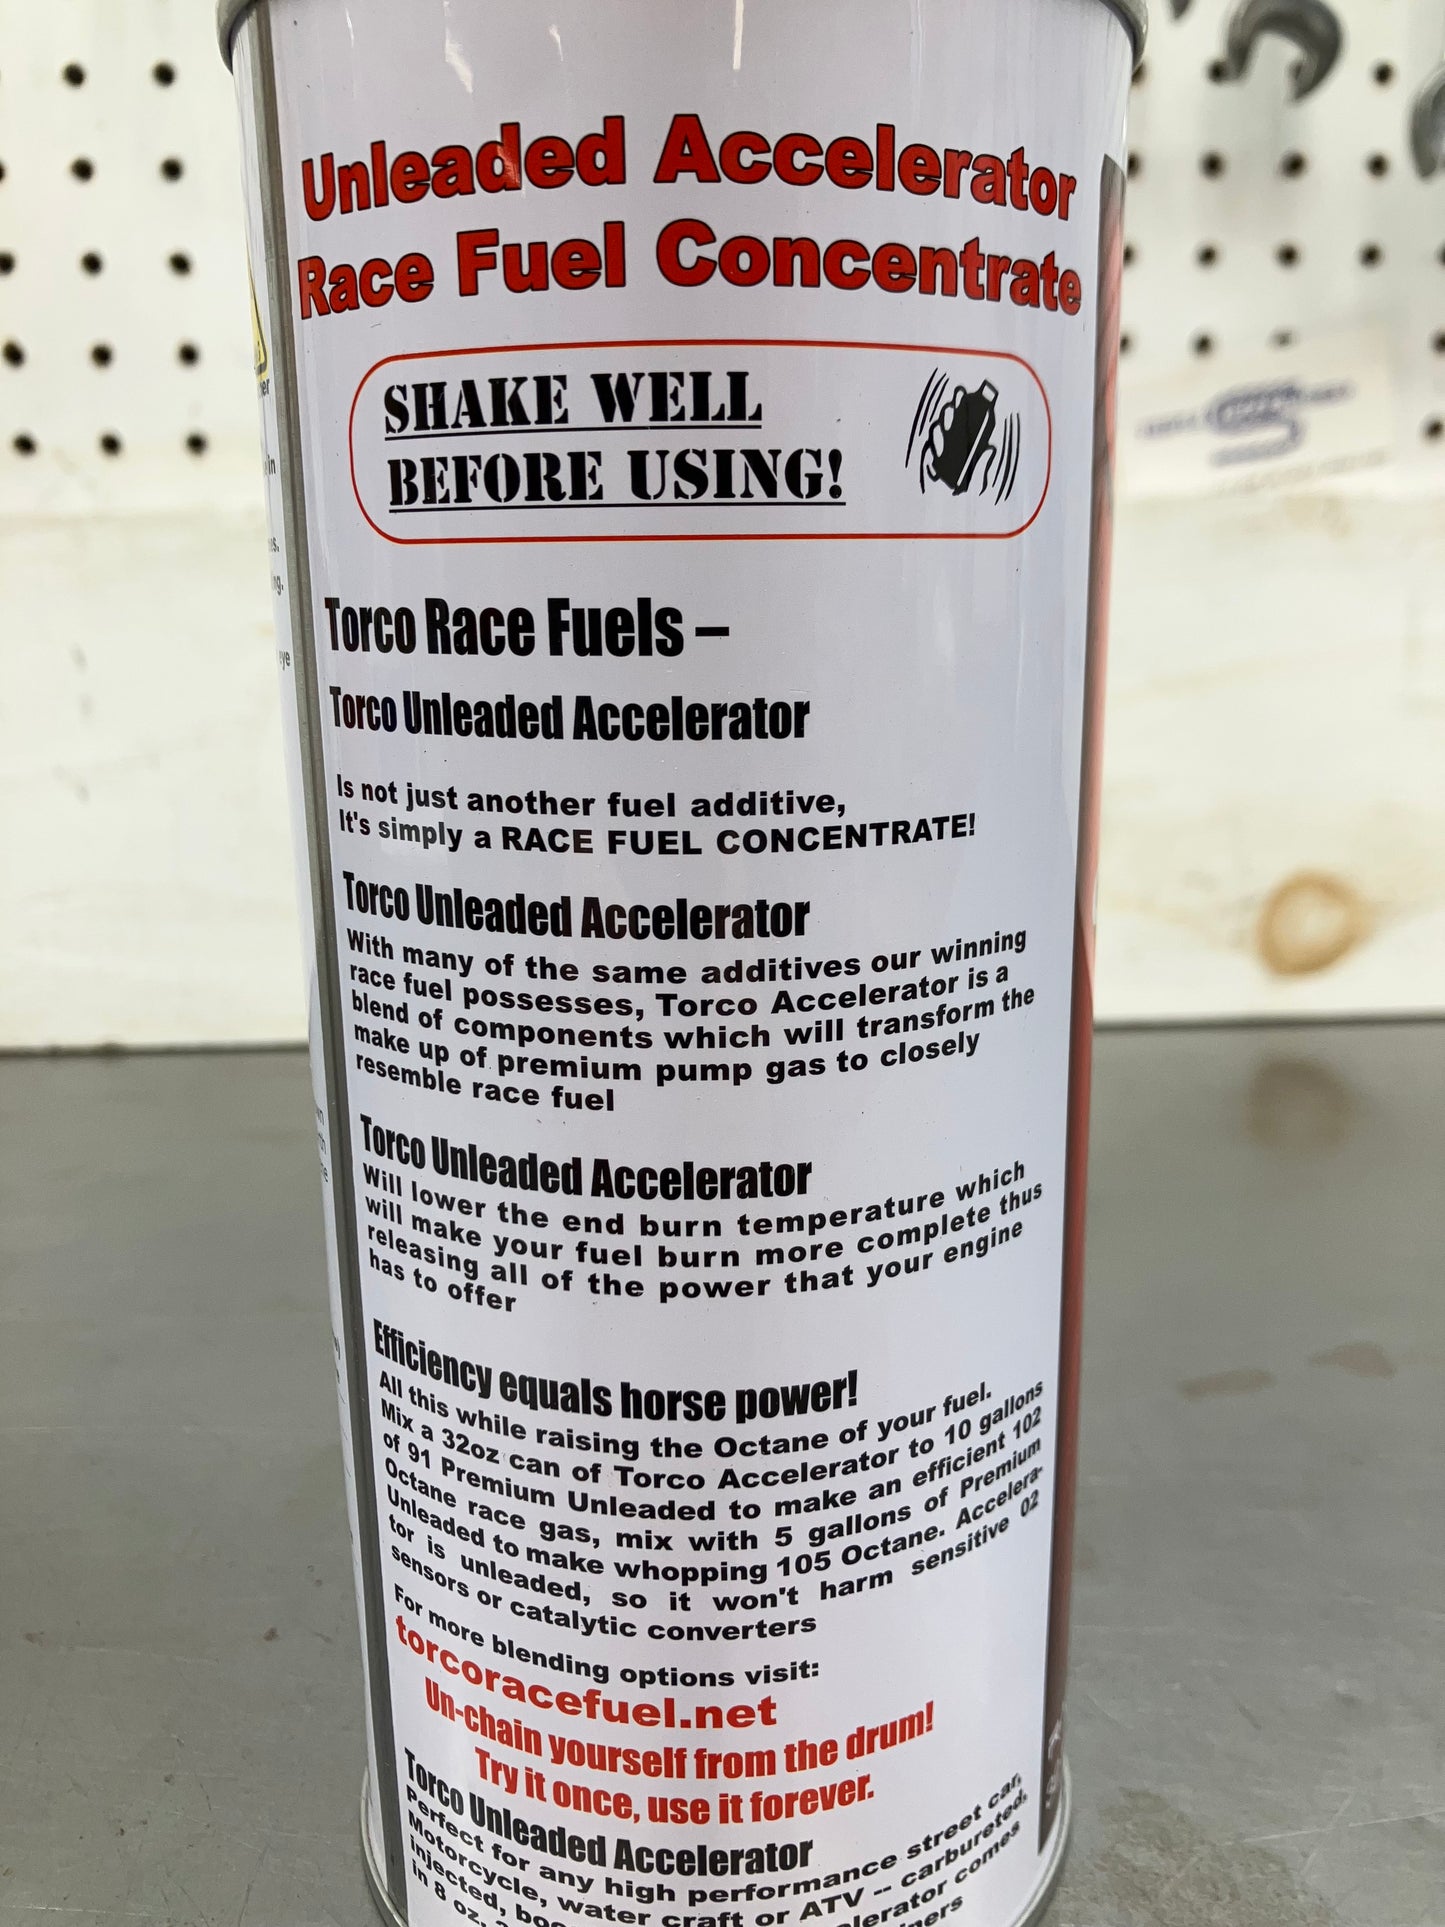 Unleaded Accelerator
Race Fuel Concentrate
SHAKE WELL
BEFORE USING!
Torco Race Fuels –
Torco Unleaded Accelerator
Is not just another fuel additive,
It's simply a RACE FUEL CONCENTRATE!
Torco Unleaded Accelerator
With many of the same additives our winning
race fuel possesses, Torco Accelerator is a
blend of components which will transform the
make up of premium pump gas to closely
resemble race fuel
Torco Unleaded Accelerator
Will lower the end burn temperature which
will make your fuel burn more complete thus
releasing all of the power that your engine
has to offer
Efficiency equals horse power!
All this while raising the Octane of your fuel.
Mix a 32oz can of Torco Accelerator to 10 gallons
of 91 Premium Unleaded to make an efficient 102
Octane race gas, mix with 5 gallons of Premium
Unleaded to make whopping 105 Octane. Accelera-
tor is unleaded, so it won't harm sensitive 02
sensors or catalytic converters
For more blending options visit:
torcoracefuel.net
Un-chain yourself from the drum!
Try it once, use it forever.
Torco Unleaded Accelerator
Perfect for any high performance street car,
Motorcycle, water craft or ATV -- carbureted,
injected, comes
in 8 oz.